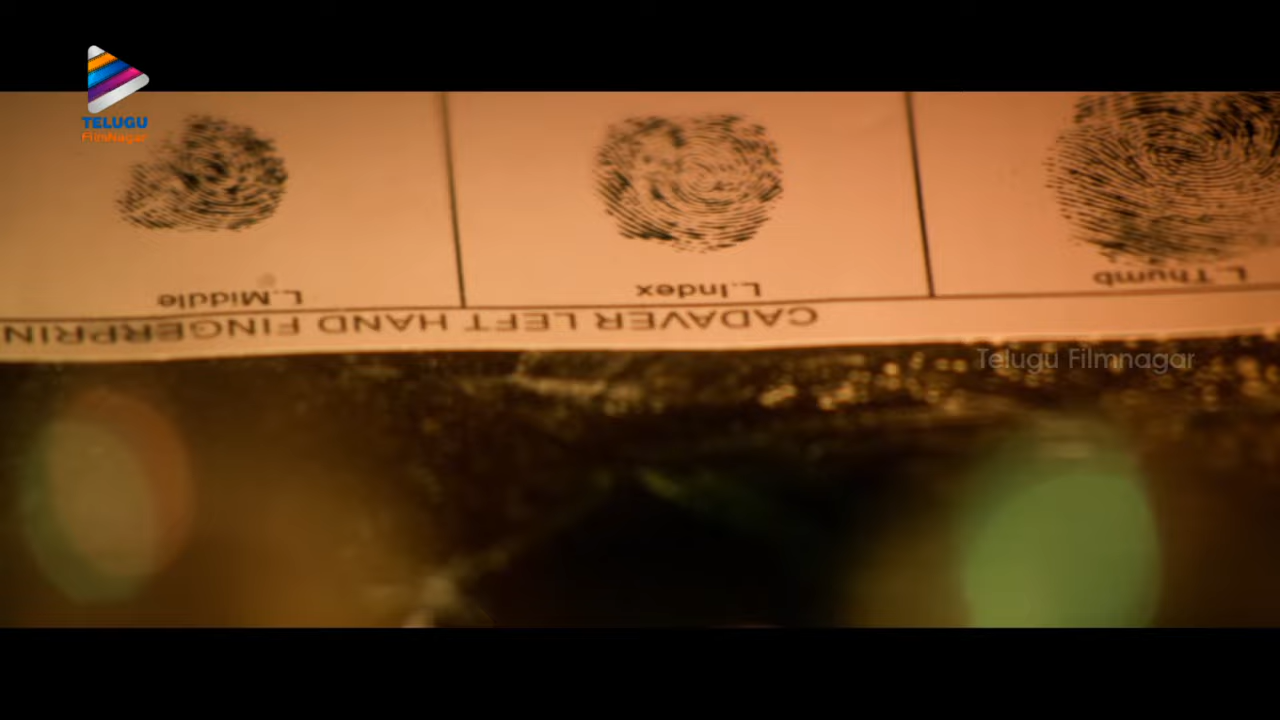 TELUGU
FilmNagar
L.Middle
L.Index
L.Thumb
CADAVER LEFT HAND FINGERPRIN
Telugu Filmnagar